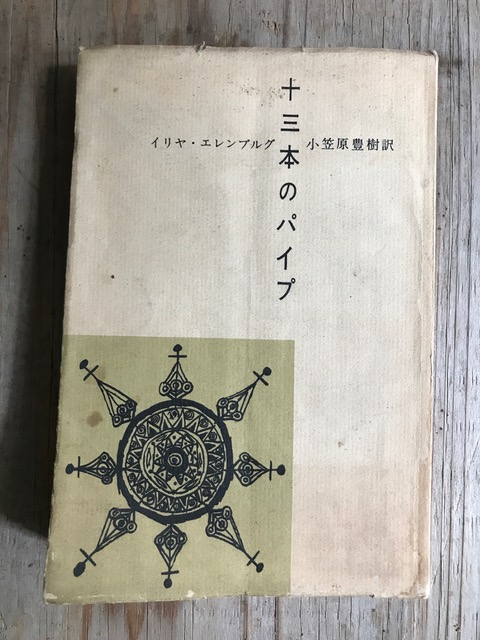 十三本のパイプ
イリヤ・エレンブルグ
小笠原豊樹訳